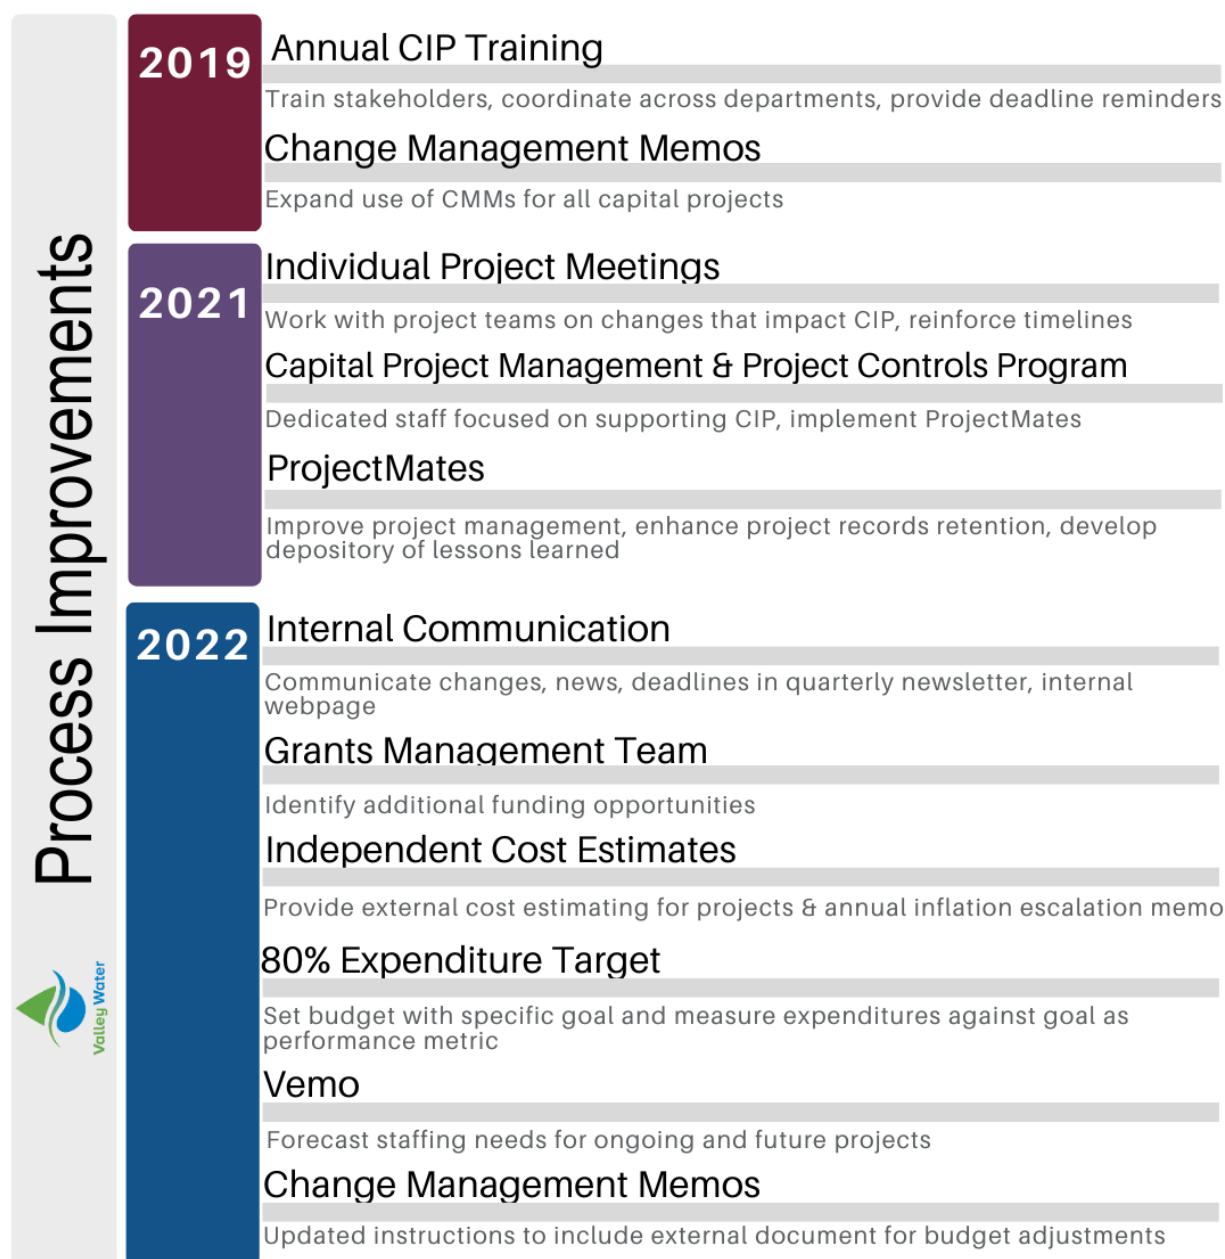 Process Improvements
Valley Water
2019
Annual CIP Training
Train stakeholders, coordinate across departments, provide deadline reminders
Change Management Memos
Expand use of CMMs for all capital projects
2021
Individual Project Meetings
Work with project teams on changes that impact CIP, reinforce timelines
Capital Project Management & Project Controls Program
Dedicated staff focused on supporting CIP, implement ProjectMates
ProjectMates
Improve project management, enhance project records retention, develop
depository of lessons learned
2022
Internal Communication
Communicate changes, news, deadlines in quarterly newsletter, internal
webpage
Grants Management Team
Identify additional funding opportunities
Independent Cost Estimates
Provide external cost estimating for projects & annual inflation escalation memo
80% Expenditure Target
Set budget with specific goal and measure expenditures against goal as
performance metric
Vemo
Forecast staffing needs for ongoing and future projects
Change Management Memos
Updated instructions to include external document for budget adjustments